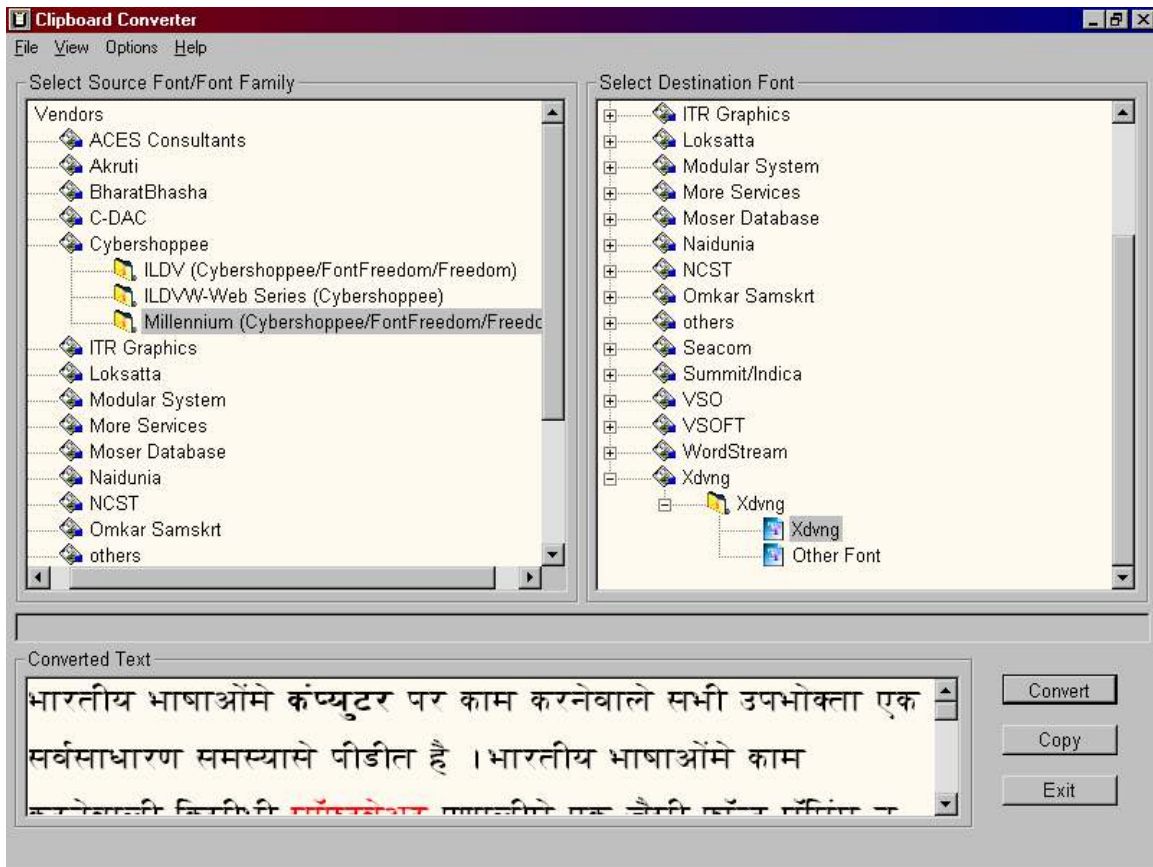 Clipboard Converter
File View Options Help
Select Source Font/Font Family
Vendors
ACES Consultants
Akruti
BharatBhasha
C-DAC
Cybershoppee
ILDV (Cybershoppee/FontFreedom/Freedom)
ILDVW-Web Series (Cybershoppee)
Millennium (Cybershoppee/FontFreedom/Freedo
ITR Graphics
Loksatta
Modular System
More Services
Moser Database
Naidunia
NCST
Omkar Samskrt
others
Select Destination Font
ITR Graphics
Loksatta
Modular System
More Services
Moser Database
Naidunia
NCST
Omkar Samskrt
others
Seacom
Summit/Indica
VSO
VSOFT
WordStream
Xdvng
Xdvng
Xdvng
Other Font
Converted Text
भारतीय भाषाओंमे कंप्युटर पर काम करनेवाले सभी उपभोक्ता एक
सर्वसाधारण समस्यासे पीडीत है ।भारतीय भाषाओंमे काम
Convert
Copy
Exit